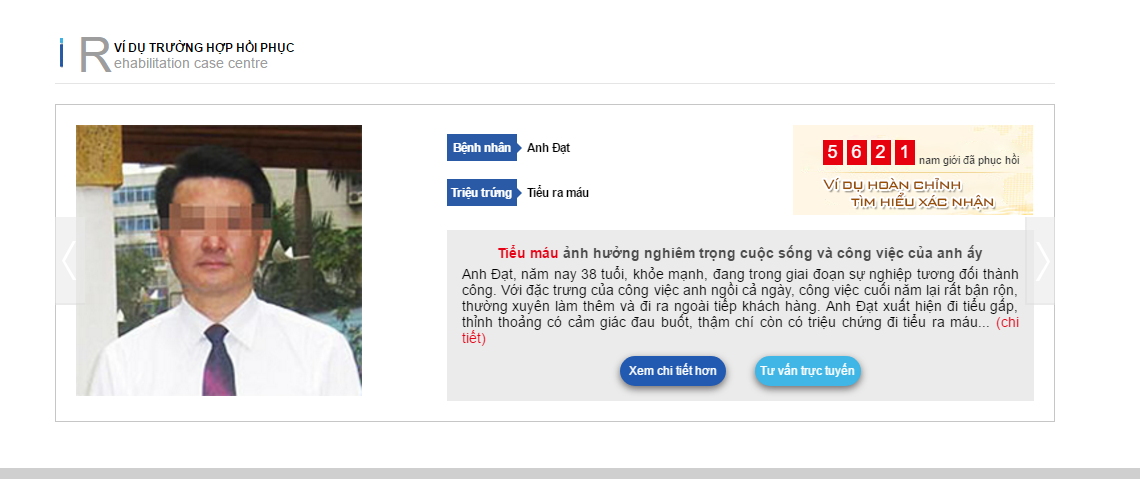 VÍ DỤ TRƯỜNG HỢP HỒI PHỤC
Rehabilitation case centre
Bệnh nhân Anh Đạt
Triệu trứng Tiểu ra máu
5621 nam giới đã phục hồi
VÍ DỤ HOÀN CHỈNH
TÌM HIỂU XÁC NHẬN
Tiểu máu ảnh hưởng nghiêm trọng cuộc sống và công việc của anh ấy
Anh Đạt, năm nay 38 tuổi, khỏe mạnh, đang trong giai đoạn sự nghiệp tương đối thành
công. Với đặc trưng của công việc anh ngồi cả ngày, công việc cuối năm lại rất bận rộn,
thường xuyên làm thêm và đi ra ngoài tiếp khách hàng. Anh Đạt xuất hiện đi tiểu gấp,
thỉnh thoảng có cảm giác đau buốt, thậm chí còn có triệu chứng đi tiểu ra máu... (chi
tiết)
Xem chi tiết hơn Tư vấn trực tuyến